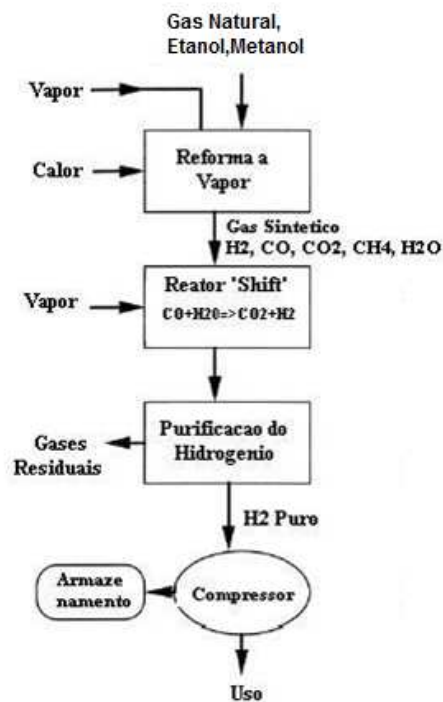 Gas Natural,
Etanol,Metanol
Vapor
Calor
Reforma a
Vapor
Gas Sintetico
H2, CO, CO2, CH4, H2O
Reator "Shift"
CO+H2O=>CO2+H2
Vapor
Purificacao do
Hidrogenio
Gases
Residuais
H2 Puro
Armaze
namento
Compressor
Uso